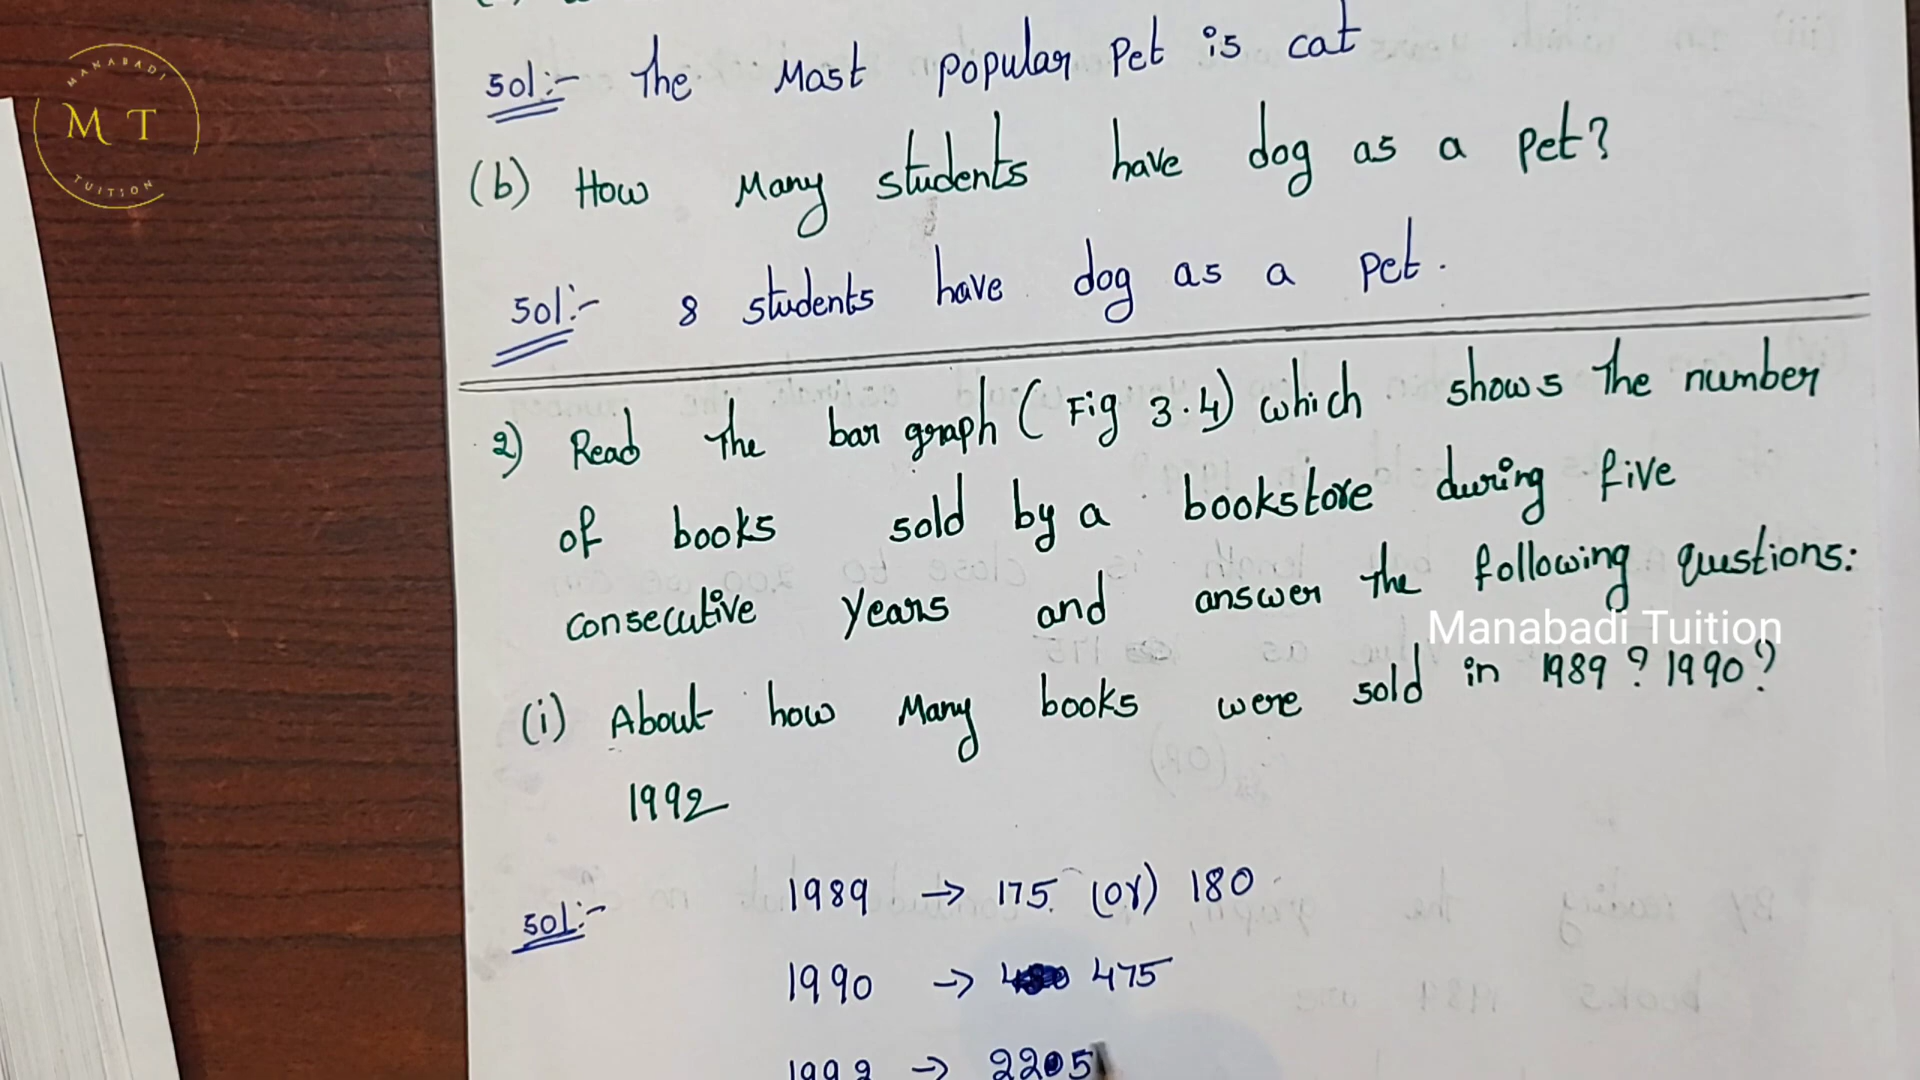 MANABADI
M T
TUITION
Sol:- The Most popular Pet is cat
(b) How Many students have dog as a pet?
Sol:- 8 students have dog as a pet.
2) Read the bar graph (Fig 3.4) which shows the number
of books sold by a bookstore during five
consecutive years and answer the following questions:
Manabadi Tuition
(i) About how Many books were sold in 1989? 1990?
1992
Sol:- 1989 → 175 (or) 180
1990 → 475
1992 →